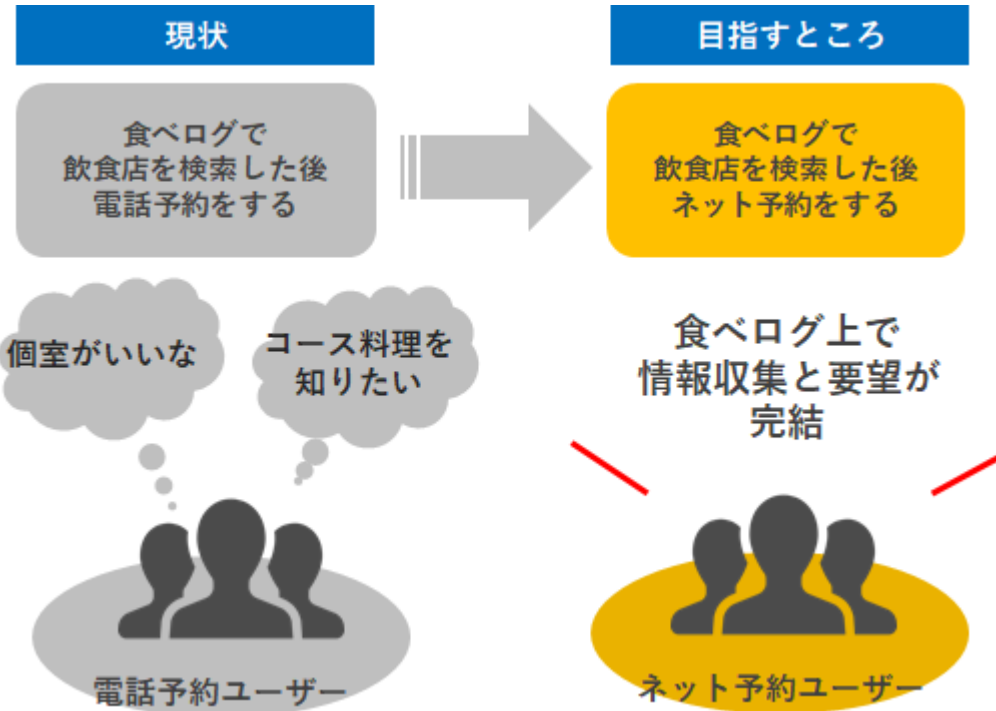 現状
食べログで
飲食店を検索した後
電話予約をする
個室がいいな
コース料理を
知りたい
電話予約ユーザー
目指すところ
食べログで
飲食店を検索した後
ネット予約をする
食べログ上で
情報収集と要望が
完結
ネット予約ユーザー